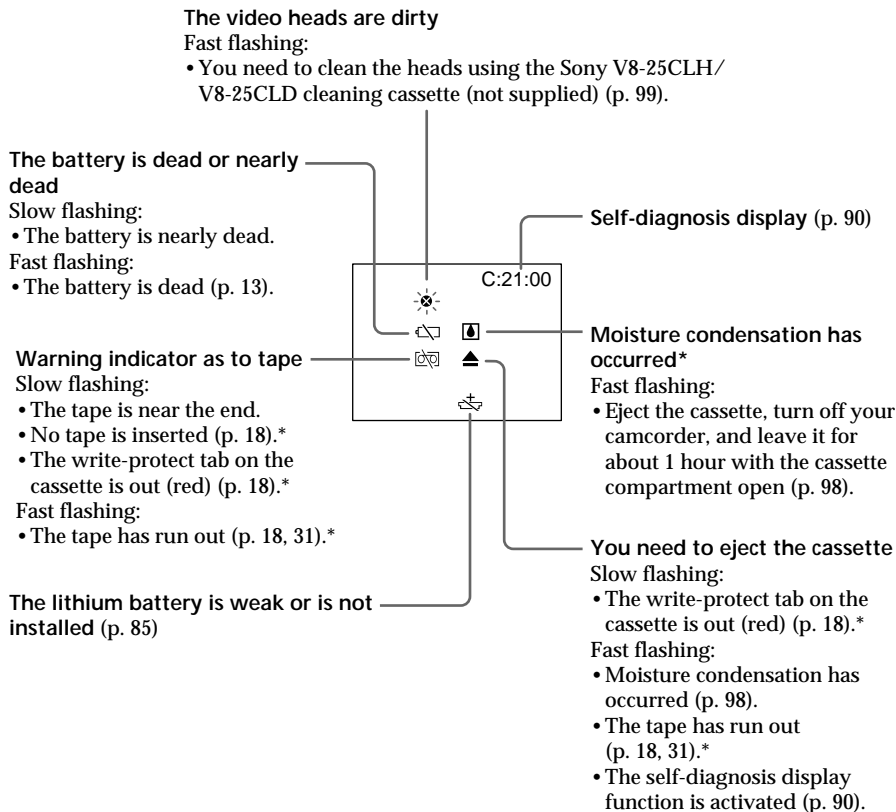 The video heads are dirty
Fast flashing:
•You need to clean the heads using the Sony V8-25CLH/
V8-25CLD cleaning cassette (not supplied) (p. 99).
The battery is dead or nearly
dead
Slow flashing:
•The battery is nearly dead.
Fast flashing:
•The battery is dead (p. 13).
Warning indicator as to tape
Slow flashing:
•The tape is near the end.
•No tape is inserted (p. 18).*
•The write-protect tab on the
cassette is out (red) (p. 18).*
Fast flashing:
•The tape has run out (p. 18, 31).*
The lithium battery is weak or is not
installed (p. 85)
C:21:00
Self-diagnosis display (p. 90)
Moisture condensation has
occurred*
Fast flashing:
•Eject the cassette, turn off your
camcorder, and leave it for
about 1 hour with the cassette
compartment open (p. 98).
You need to eject the cassette
Slow flashing:
•The write-protect tab on the
cassette is out (red) (p. 18).*
Fast flashing:
•Moisture condensation has
occurred (p. 98).
•The tape has run out
(p. 18, 31).*
•The self-diagnosis display
function is activated (p. 90).